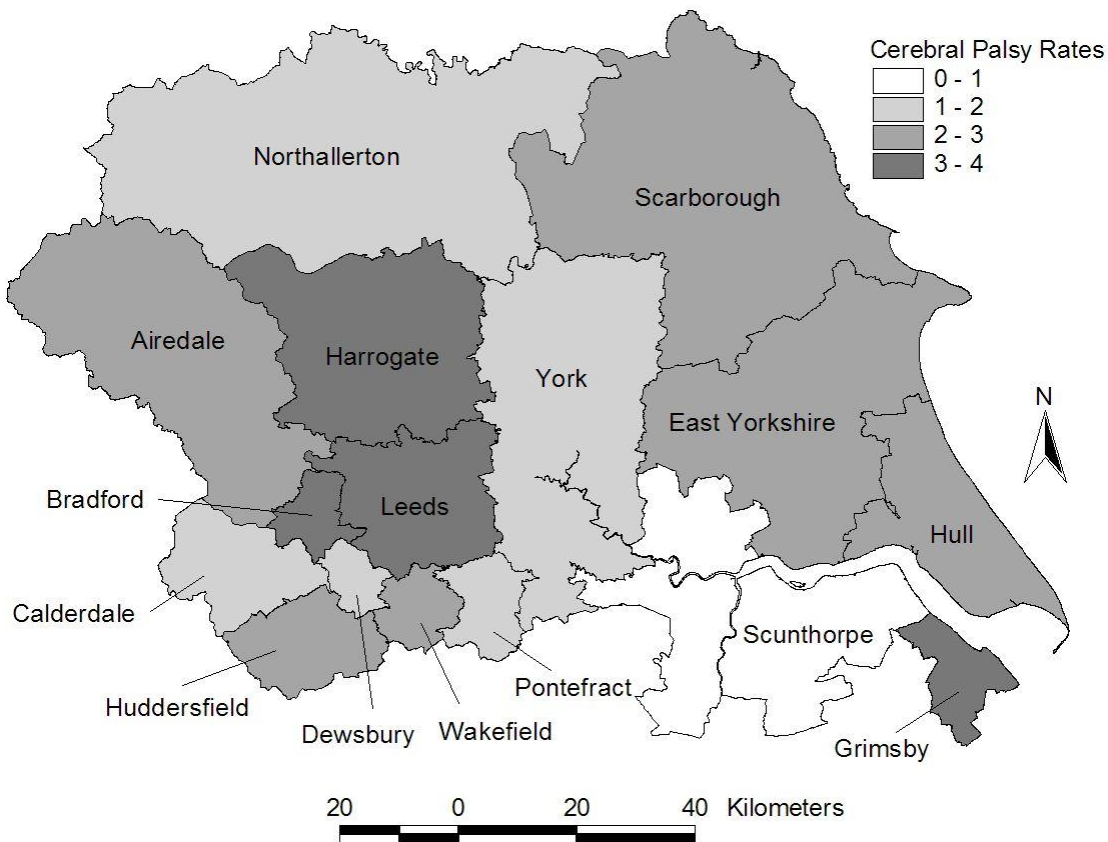 Cerebral Palsy Rates
0 - 1
1 - 2
2 - 3
3 - 4
Northallerton
Scarborough
Airedale
Harrogate
York
N
East Yorkshire
Bradford
Leeds
Hull
Calderdale
Scunthorpe
Huddersfield
Pontefract
Dewsbury
Wakefield
Grimsby
20 0 20 40 Kilometers